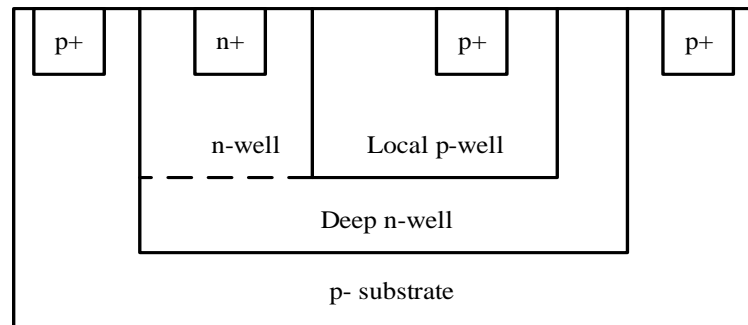 p+ n+ p+ p+
n-well Local p-well
Deep n-well
p- substrate